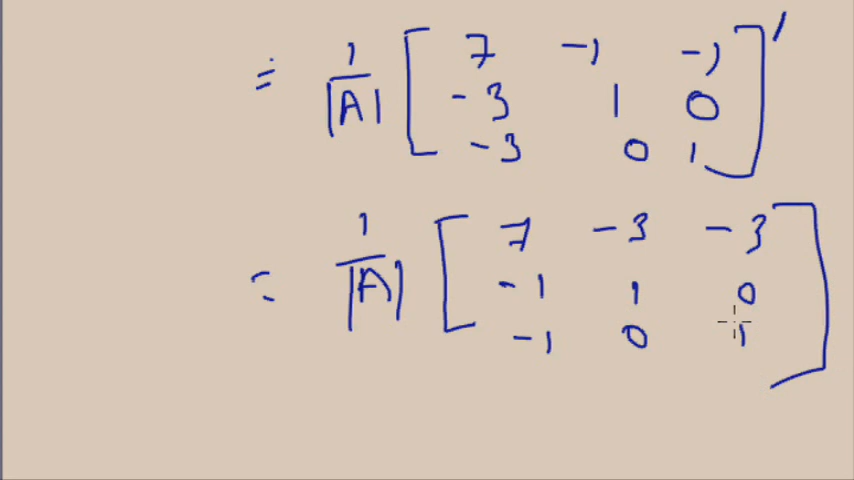 = 1/|A| [ 7 -1 -1 ]'
-3 1 0
-3 0 1
= 1/|A| [ 7 -3 -3 ]
-1 1 0
-1 0 1